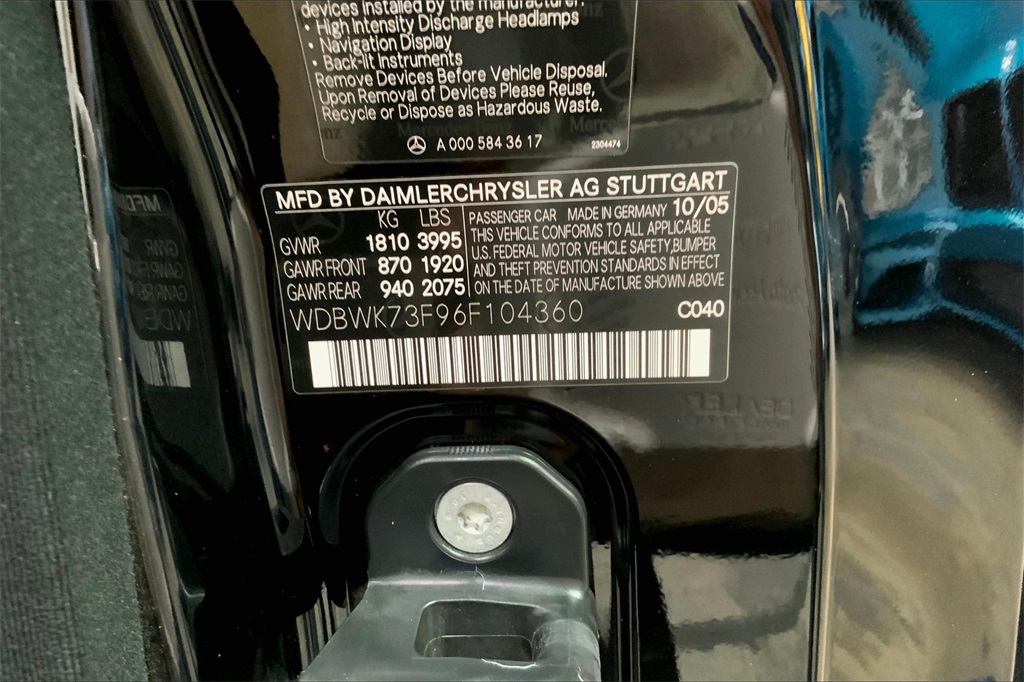 devices installed by the manufacturer.
• High Intensity Discharge Headlamps
• Navigation Display
• Back-lit Instruments
Remove Devices Before Vehicle Disposal.
Upon Removal of Devices Please Reuse,
Recycle or Dispose as Hazardous Waste.
A 000 584 36 17
2304474
MFD BY DAIMLERCHRYSLER AG STUTTGART
KG LBS
GVWR 1810 3995
GAWR FRONT 870 1920
GAWR REAR 940 2075
PASSENGER CAR MADE IN GERMANY 10/05
THIS VEHICLE CONFORMS TO ALL APPLICABLE
U.S. FEDERAL MOTOR VEHICLE SAFETY,BUMPER
AND THEFT PREVENTION STANDARDS IN EFFECT
ON THE DATE OF MANUFACTURE SHOWN ABOVE
WDBWK73F96F104360
C040